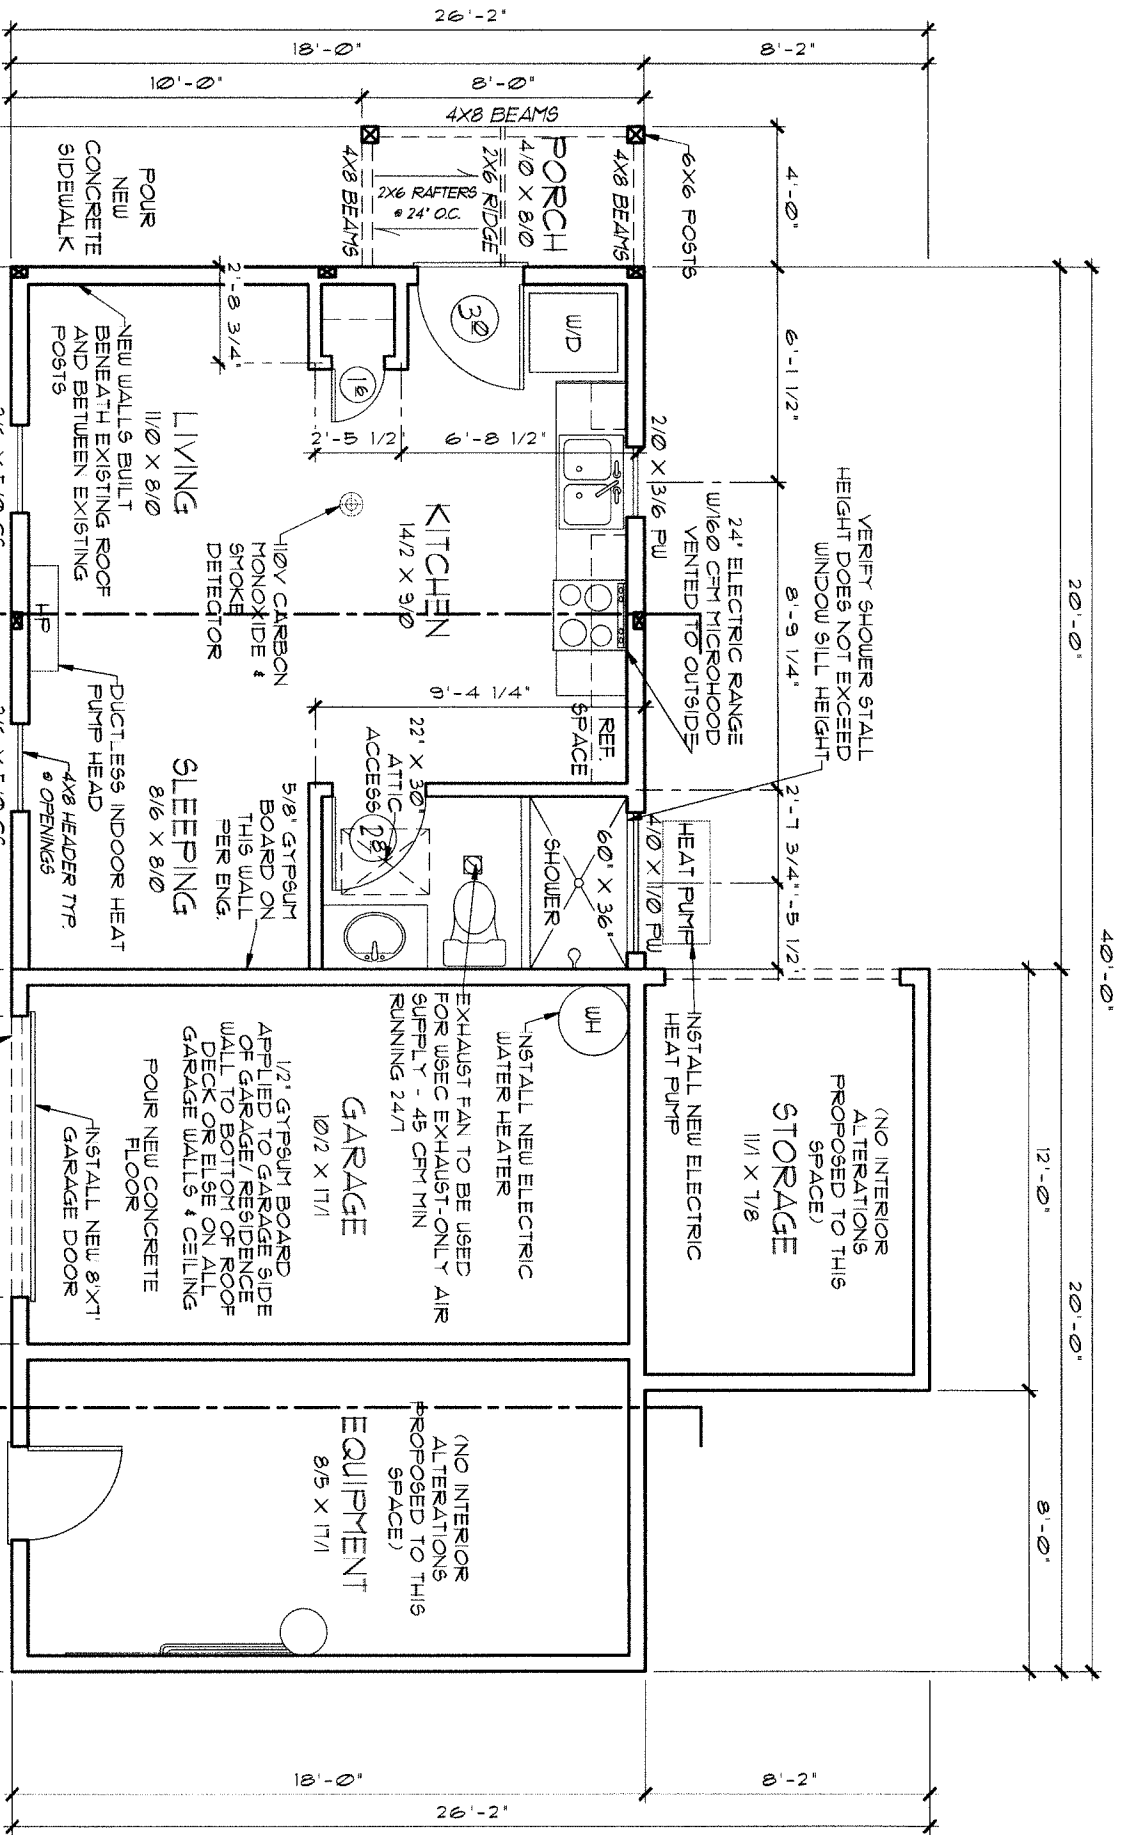 40'-0"
20'-0"
20'-0"
12'-0"
8'-0"
26'-2"
18'-0"
8'-2"
10'-0"
8'-0"
4'-0"
6'-1 1/2"
8'-9 1/4"
2'-7 3/4"
1'-5 1/2"
VERIFY SHOWER STALL
HEIGHT DOES NOT EXCEED
WINDOW SILL HEIGHT
24" ELECTRIC RANGE
W/160 CFM MICROHOOD
VENTED TO OUTSIDE
2/0 X 3/6 PW
HEAT PUMP
4/0 X 1/0 PW
INSTALL NEW ELECTRIC
HEAT PUMP
(NO INTERIOR
ALTERATIONS
PROPOSED TO THIS
SPACE)
STORAGE
11/1 X 7/8
6X6 POSTS
4X8 BEAMS
4X8 BEAMS
PORCH
4/0 X 8/0
2X6 RIDGE
2X6 RAFTERS
@ 24" O.C.
4X8 BEAMS
POUR
NEW
CONCRETE
SIDEWALK
W/D
30
16
2'-8 3/4"
2'-5 1/2"
6'-8 1/2"
9'-4 1/4"
REF.
SPACE
KITCHEN
14/2 X 9/0
110V CARBON
MONOXIDE &
SMOKE
DETECTOR
LIVING
11/0 X 8/0
NEW WALLS BUILT
BENEATH EXISTING ROOF
AND BETWEEN EXISTING
POSTS
HP
DUCTLESS INDOOR HEAT
PUMP HEAD
4X8 HEADER TYP.
@ OPENINGS
SLEEPING
8/6 X 8/0
60" X 36"
SHOWER
22" X 30"
ATTIC
ACCESS
28
5/8" GYPSUM
BOARD ON
THIS WALL
PER ENG.
WH
INSTALL NEW ELECTRIC
WATER HEATER
EXHAUST FAN TO BE USED
FOR WSEC EXHAUST-ONLY AIR
SUPPLY - 45 CFM MIN
RUNNING 24/7
GARAGE
10/2 X 17/1
1/2" GYPSUM BOARD
APPLIED TO GARAGE SIDE
OF GARAGE/ RESIDENCE
WALL TO BOTTOM OF ROOF
DECK OR ELSE ON ALL
GARAGE WALLS & CEILING
POUR NEW CONCRETE
FLOOR
INSTALL NEW 8'X7'
GARAGE DOOR
(NO INTERIOR
ALTERATIONS
PROPOSED TO THIS
SPACE)
EQUIPMENT
8/5 X 17/1
18'-0"
8'-2"
26'-2"